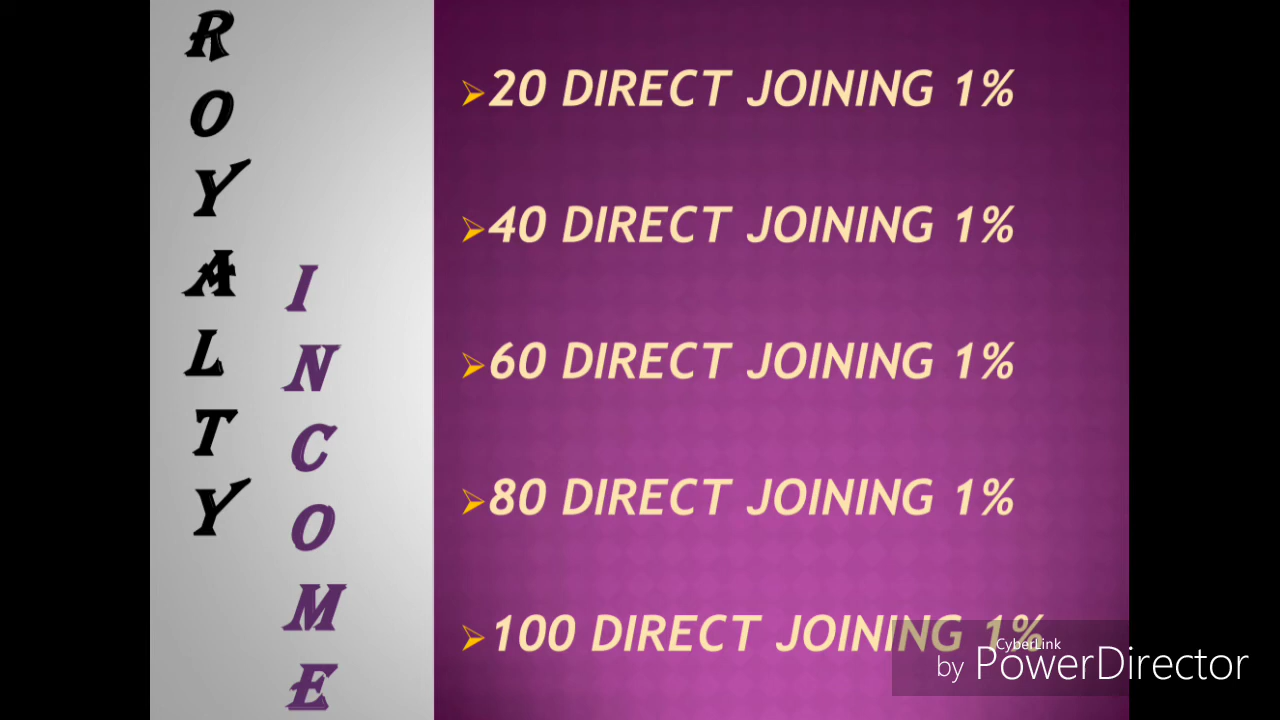 ROYALTY
INCOME
20 DIRECT JOINING 1%
40 DIRECT JOINING 1%
60 DIRECT JOINING 1%
80 DIRECT JOINING 1%
100 DIRECT JOINING 1%
CyberLink
by PowerDirector